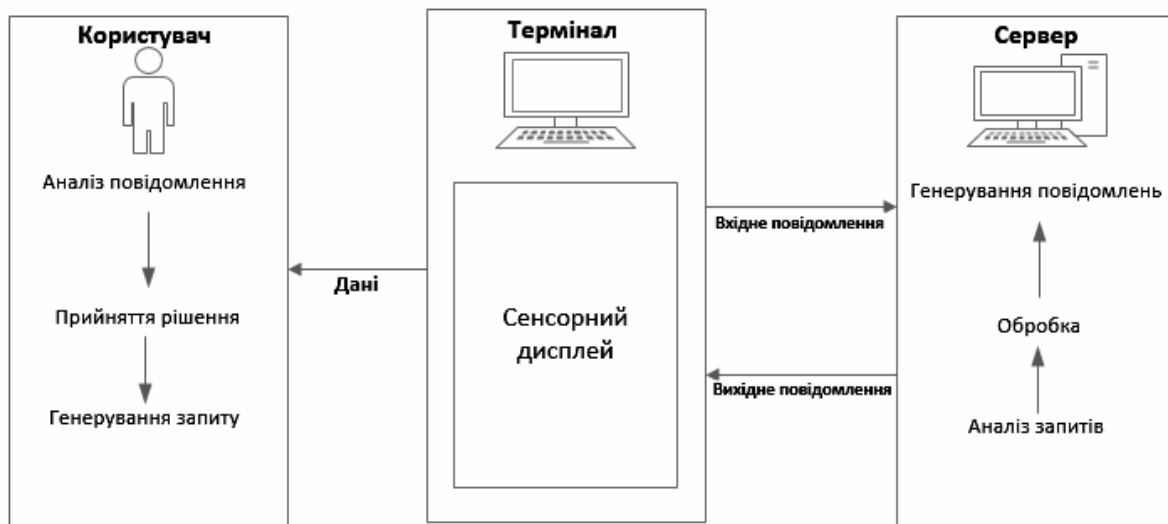 Користувач
Аналіз повідомлення
Прийняття рішення
Генерування запиту
Дані
Термінал
Сенсорний
дисплей
Вхідне повідомлення
Вихідне повідомлення
Сервер
Генерування повідомлень
Обробка
Аналіз запитів